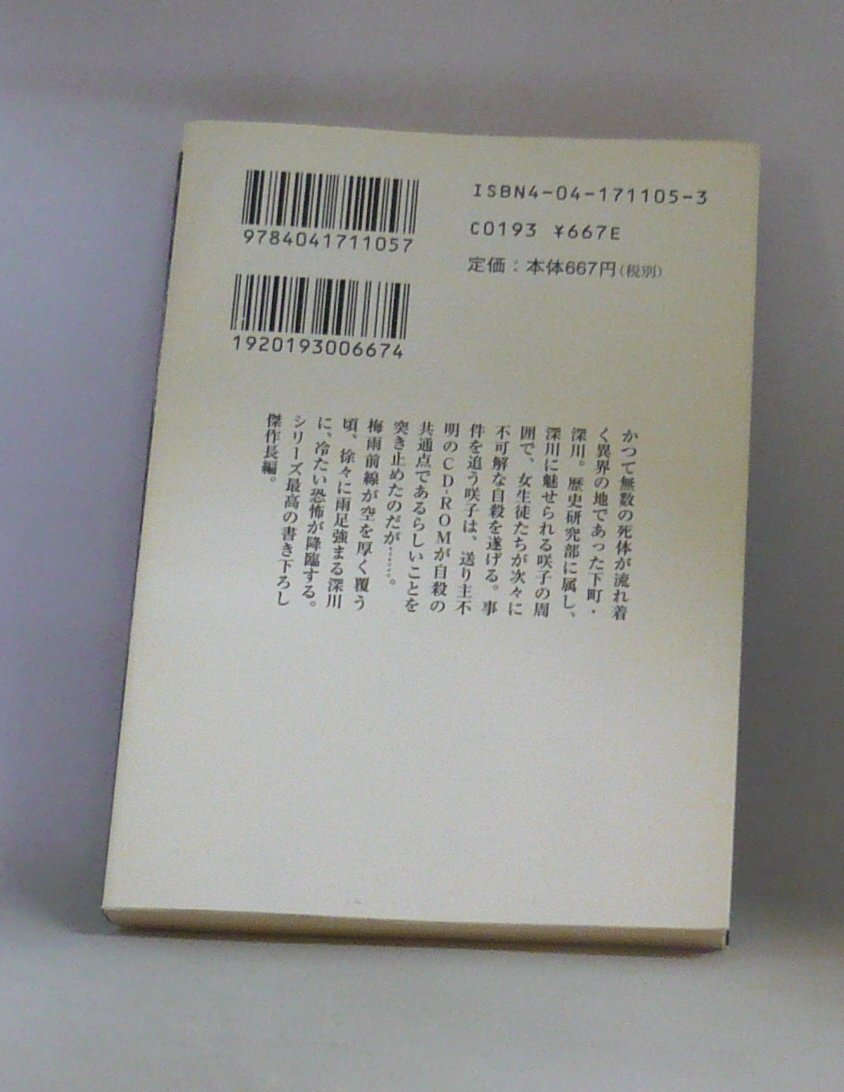 9784041711057
ISBN4-04-171105-3
C0193 ¥667E
定価：本体667円（税別）
1920193006674
かつて無数の死体が流れ着
く異界の地であった下町・
深川。歴史研究部に属し、
深川に魅せられる咲子の周
囲で、女生徒たちが次々に
不可解な自殺を遂げる。事
件を追う咲子は、送り主不
明のCD-ROMが自殺の
共通点であるらしいことを
突き止めたのだが……。
梅雨前線が空を厚く覆う
頃、徐々に雨足強まる深川
に、冷たい恐怖が降臨する。
シリーズ最高の書き下ろし
傑作長編。